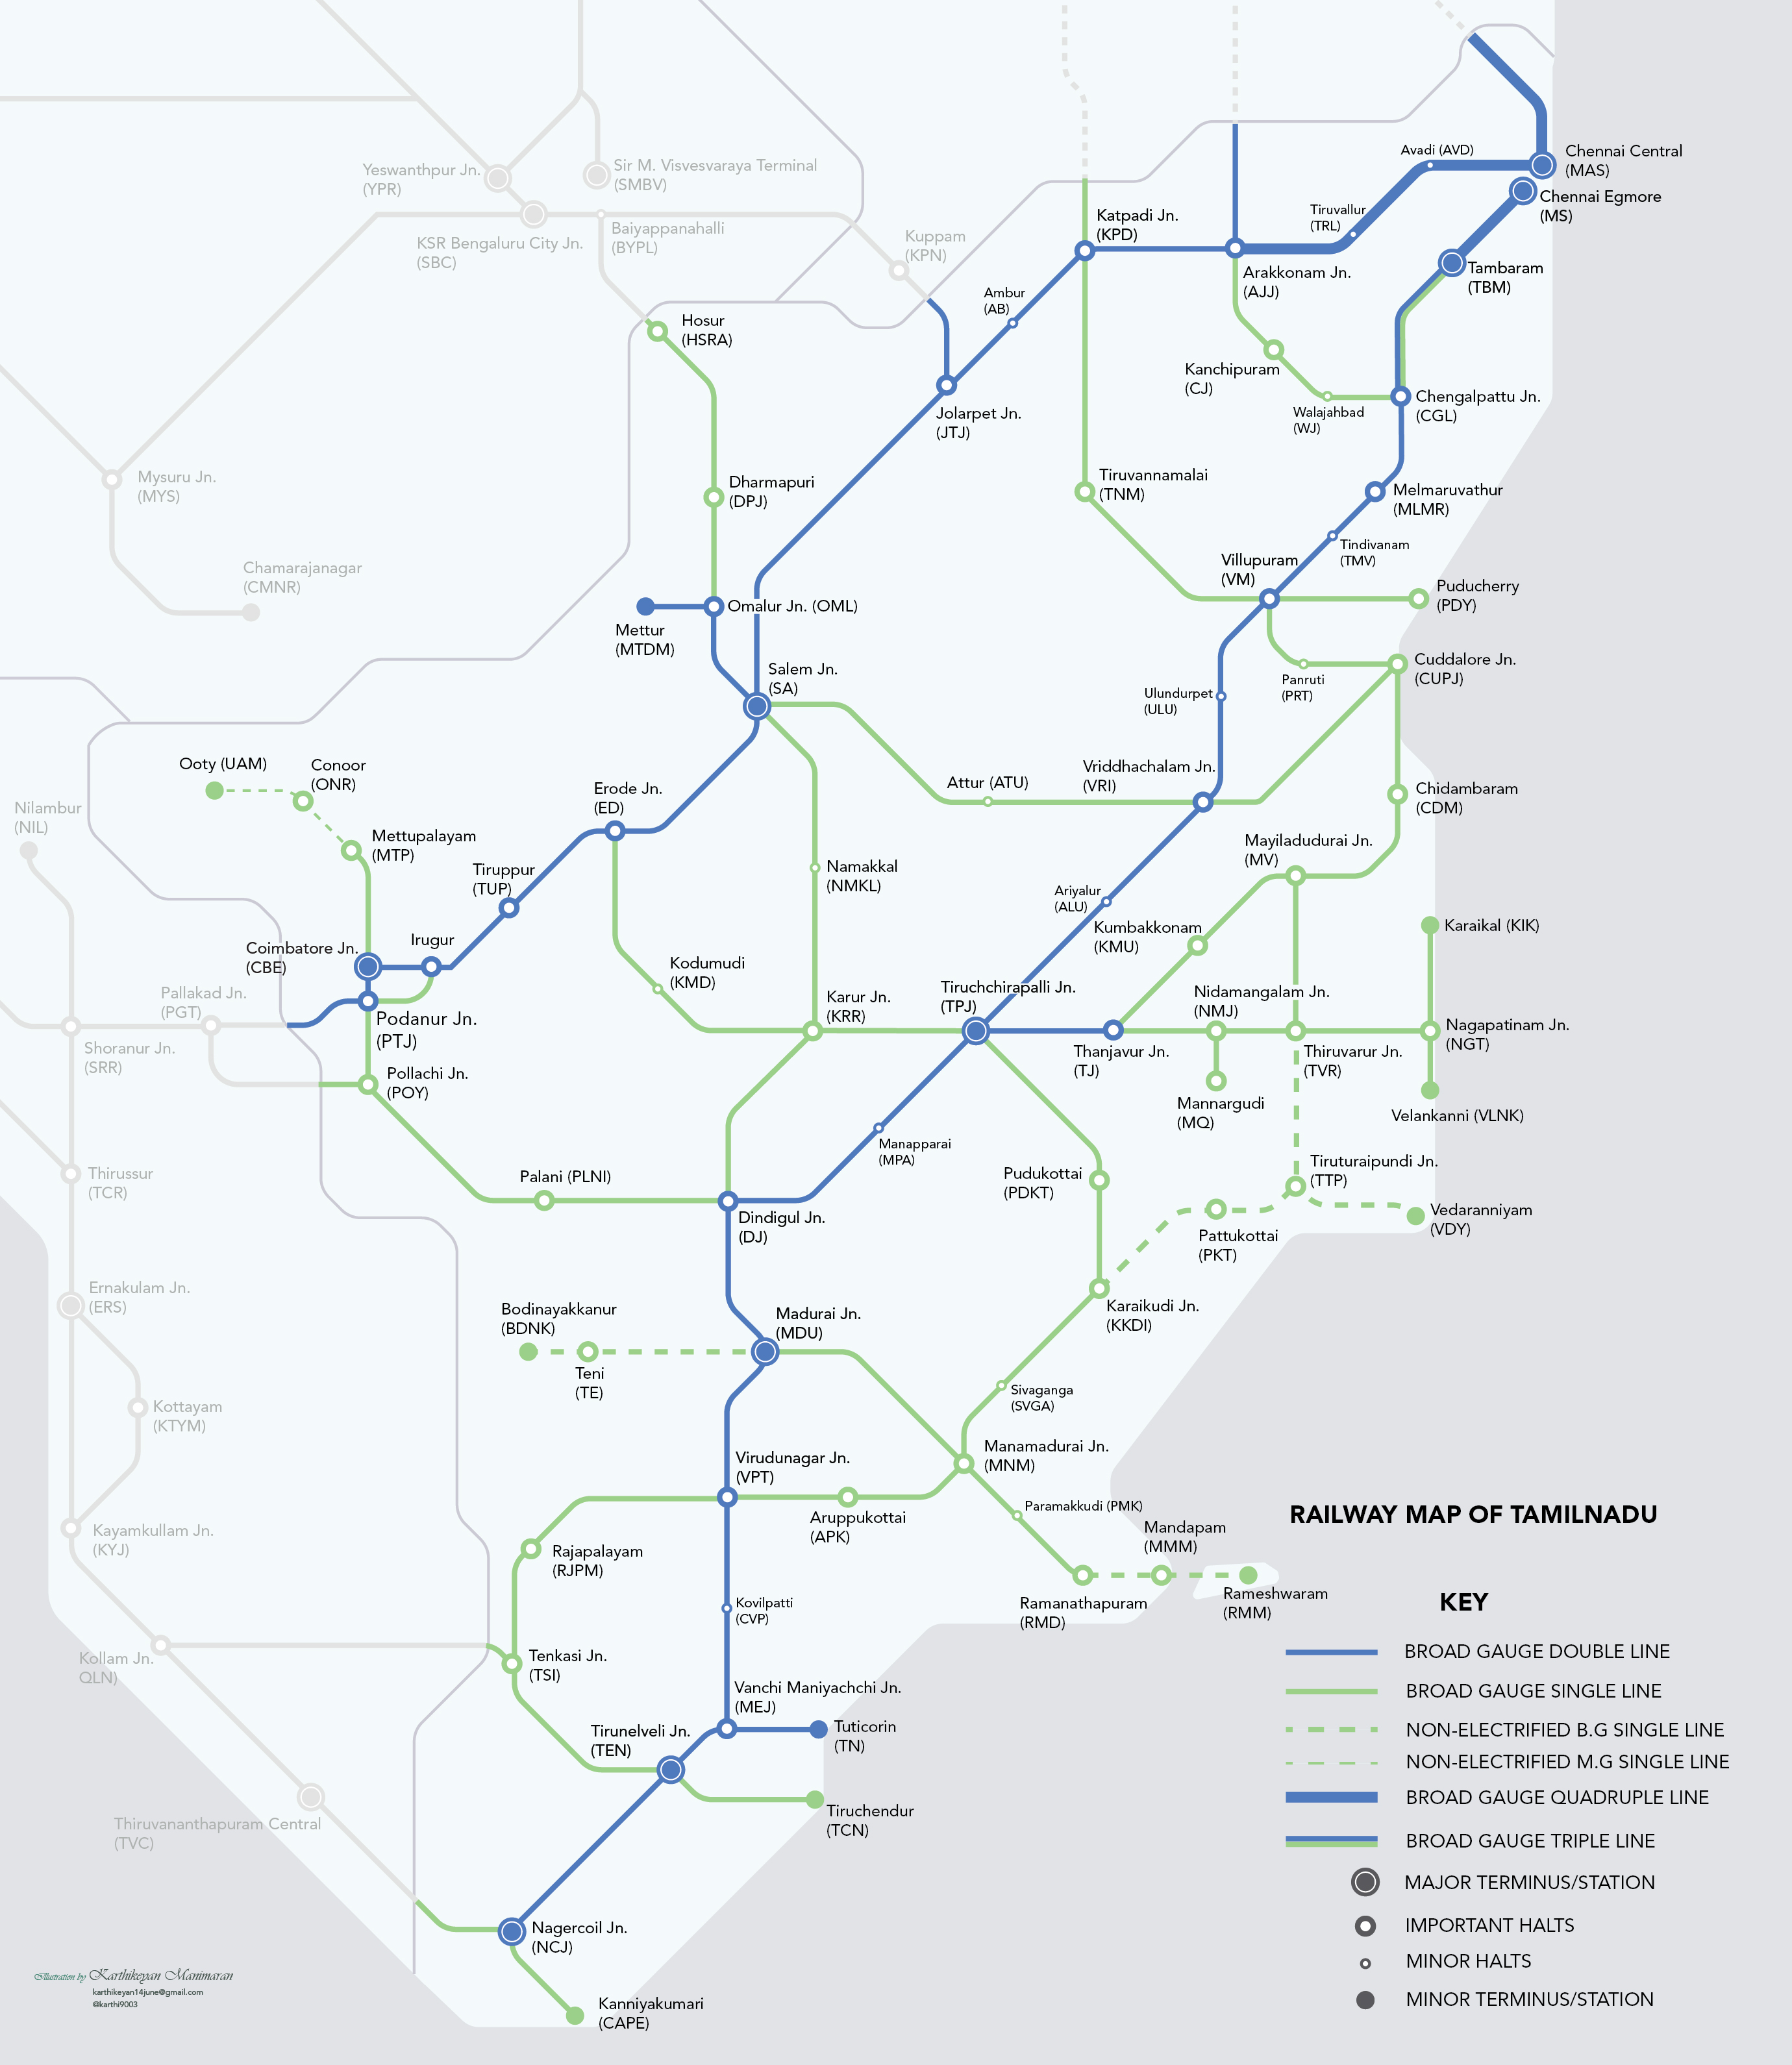 Chennai Central
(MAS)
Avadi (AVD)
Chennai Egmore
(MS)
Tiruvallur
(TRL)
Katpadi Jn.
(KPD)
Arakkonam Jn.
(AJJ)
Tambaram
(TBM)
Yeswanthpur Jn.
(YPR)
Sir M. Visvesvaraya Terminal
(SMBV)
KSR Bengaluru City Jn.
(SBC)
Baiyappanahalli
(BYPL)
Kuppam
(KPN)
Ambur
(AB)
Hosur
(HSRA)
Kanchipuram
(CJ)
Walajahbad
(WJ)
Chengalpattu Jn.
(CGL)
Jolarpet Jn.
(JTJ)
Mysuru Jn.
(MYS)
Dharmapuri
(DPJ)
Tiruvannamalai
(TNM)
Melmaruvathur
(MLMR)
Tindivanam
(TMV)
Chamarajanagar
(CMNR)
Villupuram
(VM)
Puducherry
(PDY)
Omalur Jn. (OML)
Mettur
(MTDM)
Salem Jn.
(SA)
Cuddalore Jn.
(CUPJ)
Panruti
(PRT)
Ulundurpet
(ULU)
Ooty (UAM)
Conoor
(ONR)
Erode Jn.
(ED)
Attur (ATU)
Vriddhachalam Jn.
(VRI)
Chidambaram
(CDM)
Nilambur
(NIL)
Mettupalayam
(MTP)
Tiruppur
(TUP)
Namakkal
(NMKL)
Mayiladudurai Jn.
(MV)
Ariyalur
(ALU)
Kumbakkonam
(KMU)
Karaikal (KIK)
Coimbatore Jn.
(CBE)
Irugur
Kodumudi
(KMD)
Karur Jn.
(KRR)
Tiruchchirapalli Jn.
(TPJ)
Nidamangalam Jn.
(NMJ)
Pallakad Jn.
(PGT)
Podanur Jn.
(PTJ)
Nagapatinam Jn.
(NGT)
Shoranur Jn.
(SRR)
Thanjavur Jn.
(TJ)
Thiruvarur Jn.
(TVR)
Pollachi Jn.
(POY)
Mannargudi
(MQ)
Velankanni (VLNK)
Manapparai
(MPA)
Thirussur
(TCR)
Palani (PLNI)
Pudukottai
(PDKT)
Tiruturaipundi Jn.
(TTP)
Dindigul Jn.
(DJ)
Vedaranniyam
(VDY)
Pattukottai
(PKT)
Ernakulam Jn.
(ERS)
Bodinayakkanur
(BDNK)
Madurai Jn.
(MDU)
Karaikudi Jn.
(KKDI)
Teni
(TE)
Sivaganga
(SVGA)
Kottayam
(KTYM)
Virudunagar Jn.
(VPT)
Manamadurai Jn.
(MNM)
Aruppukottai
(APK)
Paramakkudi (PMK)
Mandapam
(MMM)
Kayamkullam Jn.
(KYJ)
Rajapalayam
(RJPM)
Ramanathapuram
(RMD)
Rameshwaram
(RMM)
Kovilpatti
(CVP)
Kollam Jn.
QLN)
Tenkasi Jn.
(TSI)
Vanchi Maniyachchi Jn.
(MEJ)
Tirunelveli Jn.
(TEN)
Tuticorin
(TN)
Thiruvananthapuram Central
(TVC)
Tiruchendur
(TCN)
Nagercoil Jn.
(NCJ)
Kanniyakumari
(CAPE)
RAILWAY MAP OF TAMILNADU
KEY
BROAD GAUGE DOUBLE LINE
BROAD GAUGE SINGLE LINE
NON-ELECTRIFIED B.G SINGLE LINE
NON-ELECTRIFIED M.G SINGLE LINE
BROAD GAUGE QUADRUPLE LINE
BROAD GAUGE TRIPLE LINE
MAJOR TERMINUS/STATION
IMPORTANT HALTS
MINOR HALTS
MINOR TERMINUS/STATION
Illustration by Karthikeyan Manimaran
karthikeyan14june@gmail.com
@karthi9003